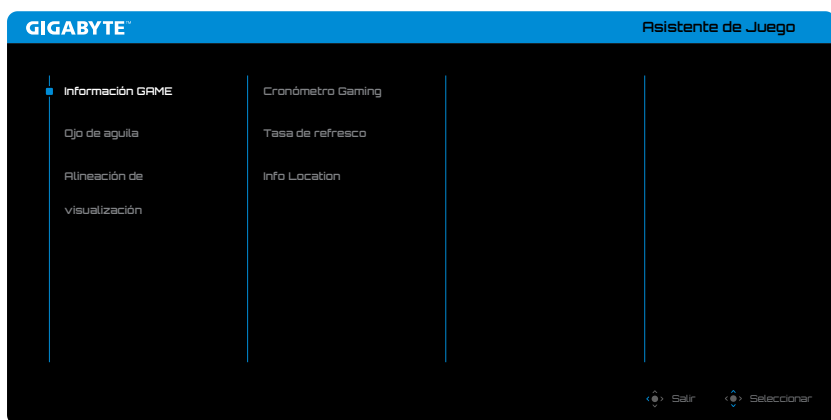 GIGABYTE™
Asistente de Juego
Información GAME
Ojo de aguila
Alineación de
visualización
Cronómetro Gaming
Tasa de refresco
Info Location
Salir
Seleccionar